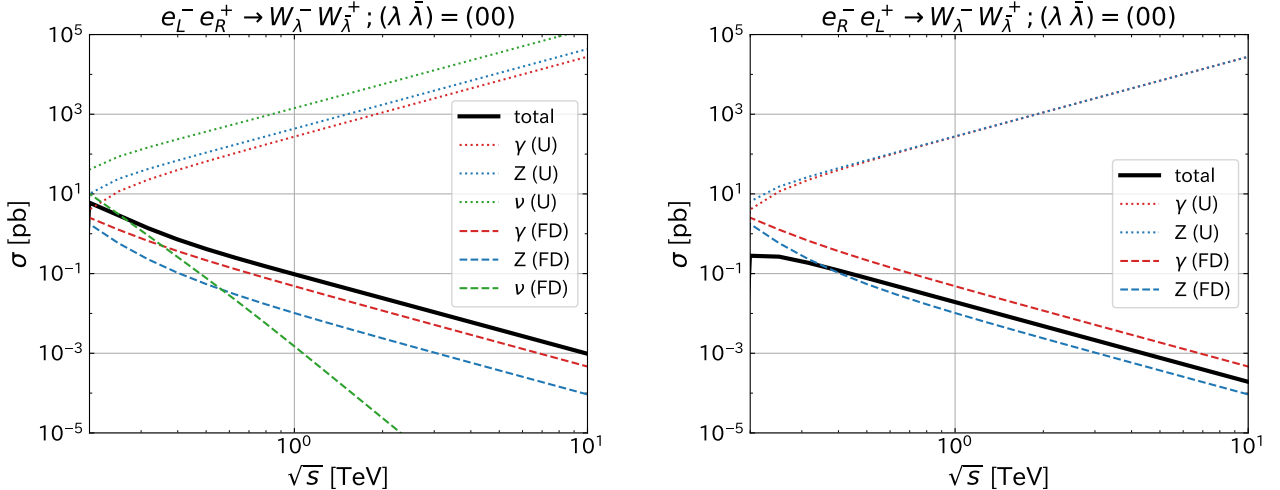 e_L^- e_R^+ → W_λ^- W_λ̄^+ ; (λ λ̄) = (00)
10^5
10^3
10^1
10^{-1}
10^{-3}
10^{-5}
σ [pb]
10^0
10^1
√s [TeV]
total
γ (U)
Z (U)
ν (U)
γ (FD)
Z (FD)
ν (FD)
e_R^- e_L^+ → W_λ^- W_λ̄^+ ; (λ λ̄) = (00)
10^5
10^3
10^1
10^{-1}
10^{-3}
10^{-5}
σ [pb]
10^0
10^1
√s [TeV]
total
γ (U)
Z (U)
γ (FD)
Z (FD)